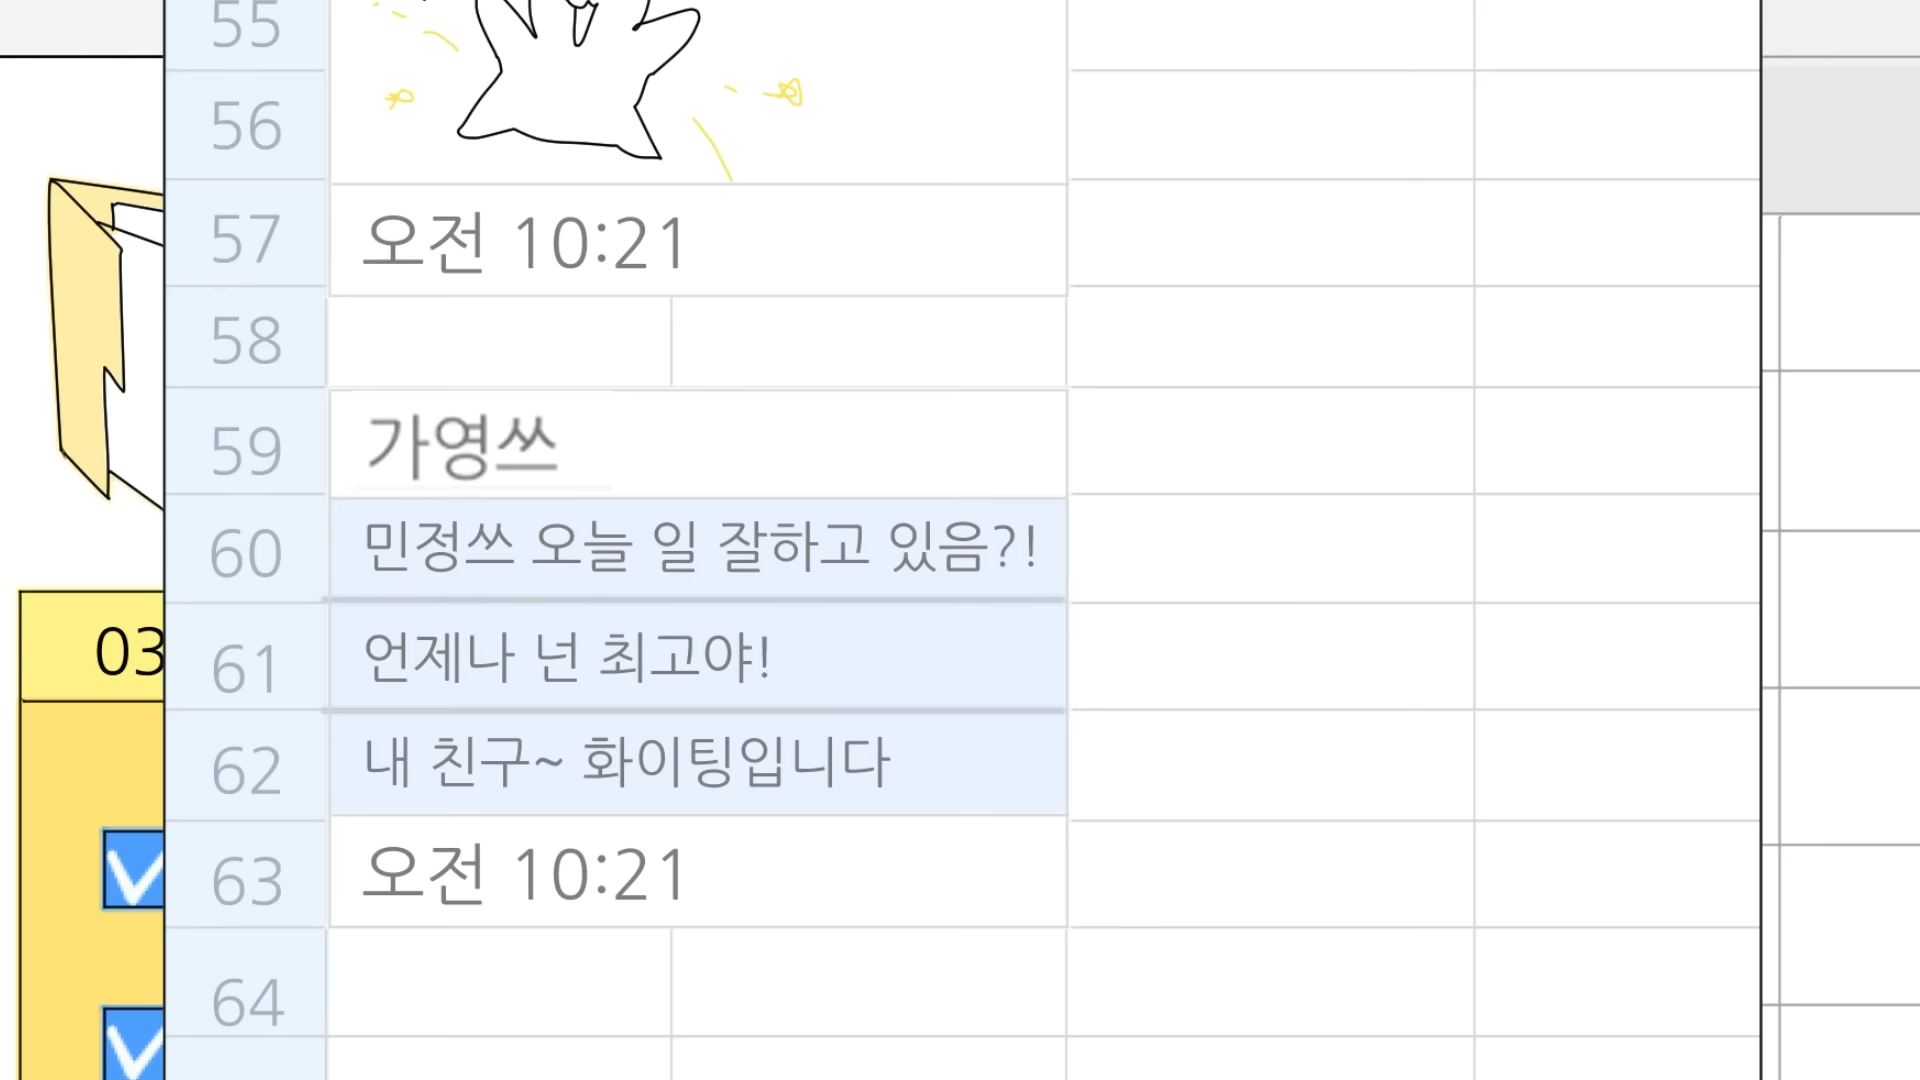 55
56
57 오전 10:21
58
59 가영쓰
60 민정쓰 오늘 일 잘하고 있음?!
03
61 언제나 넌 최고야!
62 내 친구~ 화이팅입니다
63 오전 10:21
64